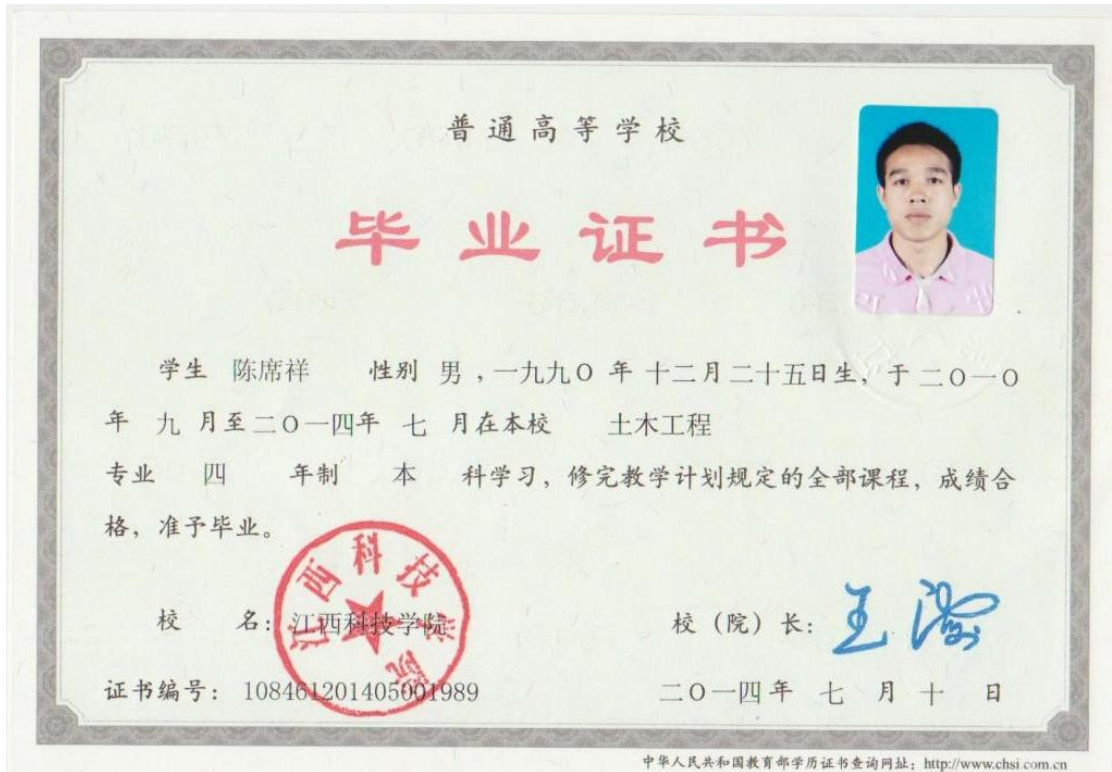 普通高等学校
毕业证书
学生 陈席祥 性别 男 ,一九九〇 年 十二月二十五日生, 于 二〇一〇
年 九 月至二〇一四年 七 月在本校 土木工程
专业 四 年制 本 科学习, 修完教学计划规定的全部课程, 成绩合
格, 准予毕业。
江西科技学院
校 名: 江西科技学院
校 (院) 长:
证书编号: 108461201405001989
二〇一四年 七 月 十 日
中华人民共和国教育部学历证书查询网址: http://www.chsi.com.cn